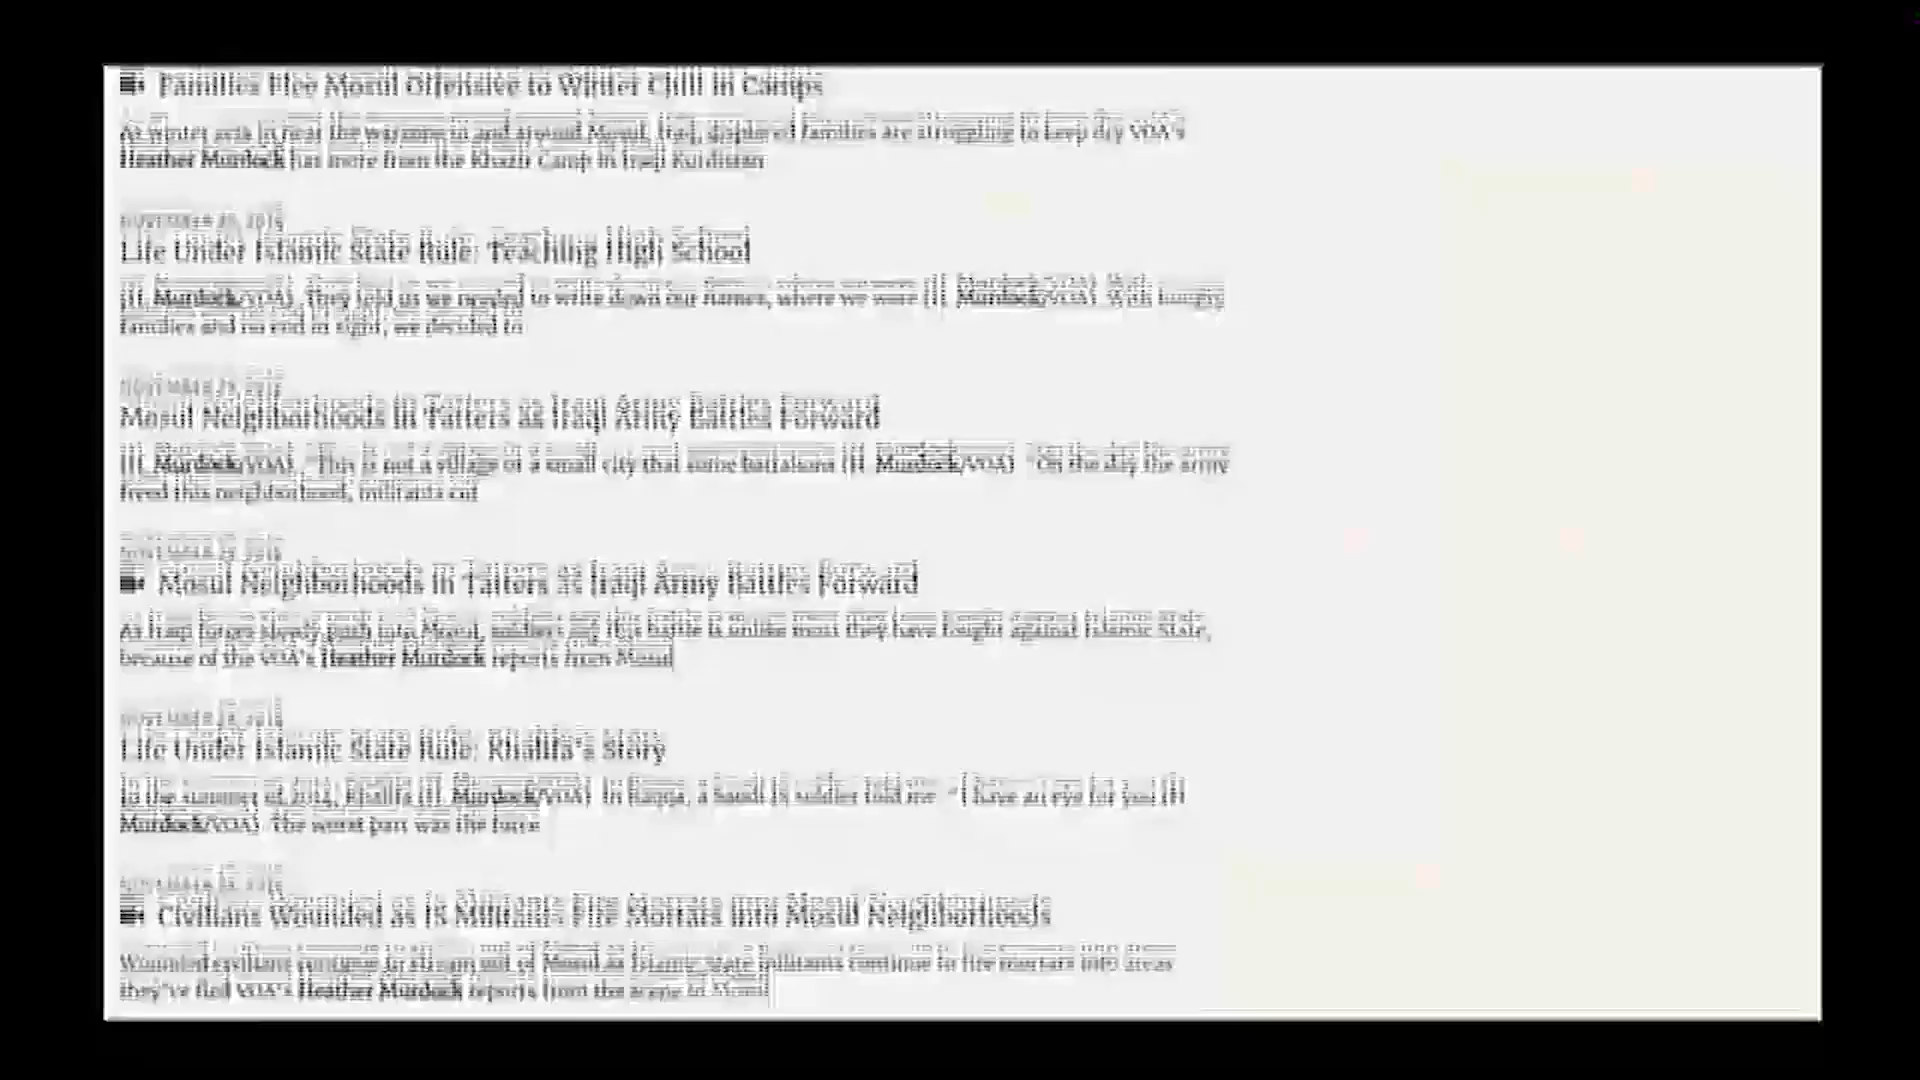 Families Flee Mosul Offensive to Winter Chill in Camps
As winter sets in near the warzone in and around Mosul, Iraq, displaced families are struggling to keep dry VOA's
Heather Murdock has more from the Khazir Camp in Iraqi Kurdistan
NOVEMBER 2016
Life Under Islamic State Rule: Teaching High School
(H. Murdock/VOA). They told us we needed to write down our names, where we were (H. Murdock/VOA) With hungry
families and no end in sight, we decided to
NOVEMBER 29, 2016
Mosul Neighborhoods in Tatters as Iraqi Army Battles Forward
(H. Murdock/VOA). "This is not a village or a small city that some battalions (H. Murdock/VOA) "On the day the army
freed this neighborhood, militants cut
NOVEMBER 2016
Mosul Neighborhoods in Tatters as Iraqi Army Battles Forward
As Iraqi forces slowly push into Mosul, soldiers say this battle is unlike most they have fought against Islamic State,
because of the VOA's Heather Murdock reports from Mosul
NOVEMBER 2016
Life Under Islamic State Rule: Khalifa's Story
In the summer of 2014, Khalifa (H. Murdock/VOA) In Raqqa, a Saudi IS soldier told me "I have an eye for you (H
Murdock/VOA) "The worst part was the
NOVEMBER 2016
Civilians Wounded as IS Militants Fire Mortars into Mosul Neighborhoods
Wounded civilians continue to stream out of Mosul as Islamic State militants continue to fire mortars into areas
they've fled VOA's Heather Murdock reports from the scene in Mosul